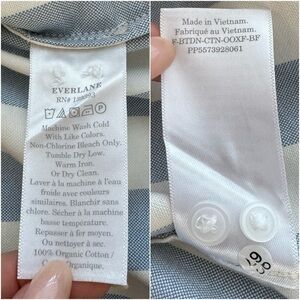 EVERLANE
RN#
Machine Wash Cold
With Like Colors.
Non-Chlorine Bleach Only.
Tumble Dry Low.
Warm Iron.
Or Dry Clean.
Laver à la machine à l'eau
froide avec des couleurs
similaires. Blanchir sans
chlore. Sécher à la machine
basse température.
Repasser à fer moyen.
Ou nettoyer à sec.
100% Organic Cotton /
Organique.
Made in Vietnam.
Fabriqué au Vietnam.
F-BTDN-CTN-OOXF-BF
PP5573928061